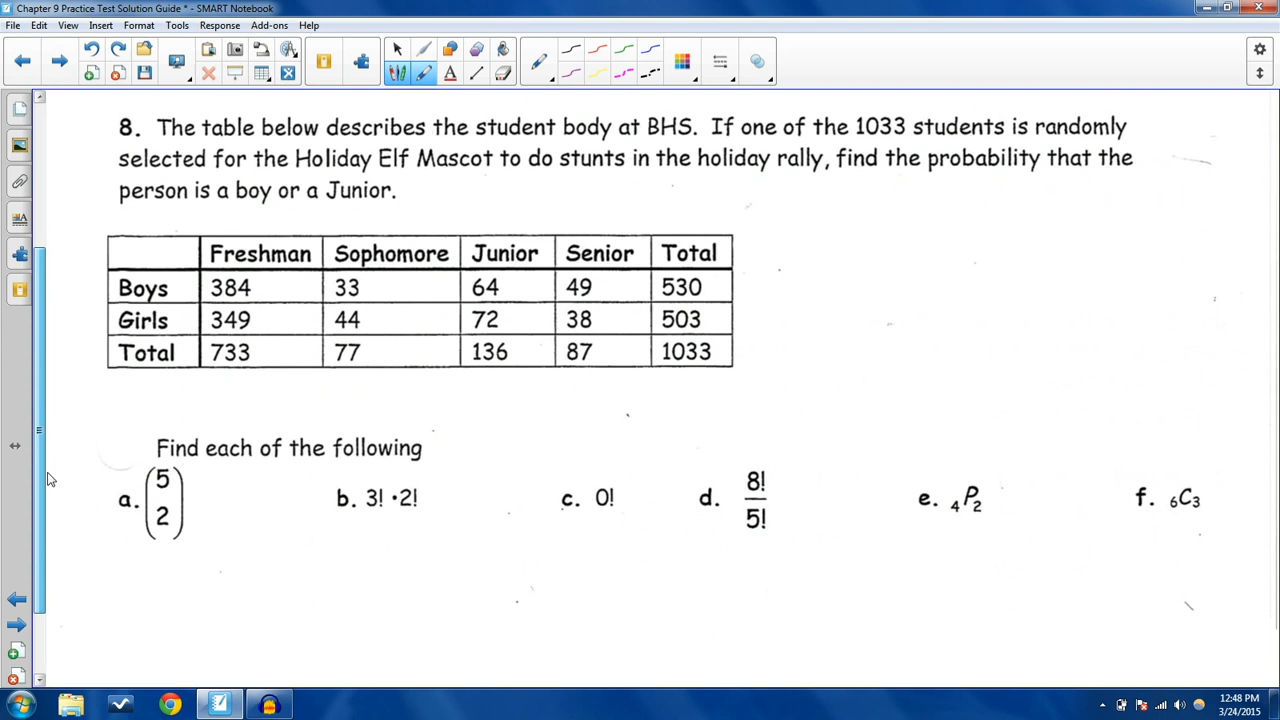 Chapter 9 Practice Test Solution Guide * - SMART Notebook
File Edit View Insert Format Tools Response Add-ons Help
8. The table below describes the student body at BHS. If one of the 1033 students is randomly
selected for the Holiday Elf Mascot to do stunts in the holiday rally, find the probability that the
person is a boy or a Junior.
Freshman Sophomore Junior Senior Total
Boys 384 33 64 49 530
Girls 349 44 72 38 503
Total 733 77 136 87 1033
Find each of the following
a. (5 2) b. 3! · 2! c. 0! d. 8!/5! e. ₄P₂ f. ₆C₃
12:48 PM
3/24/2015